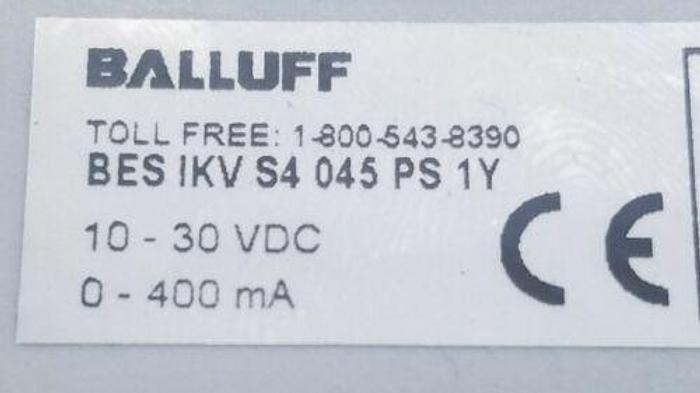 BALLUFF
TOLL FREE: 1-800-543-8390
BES IKV S4 045 PS 1Y
10 - 30 VDC
0 - 400 mA
CE